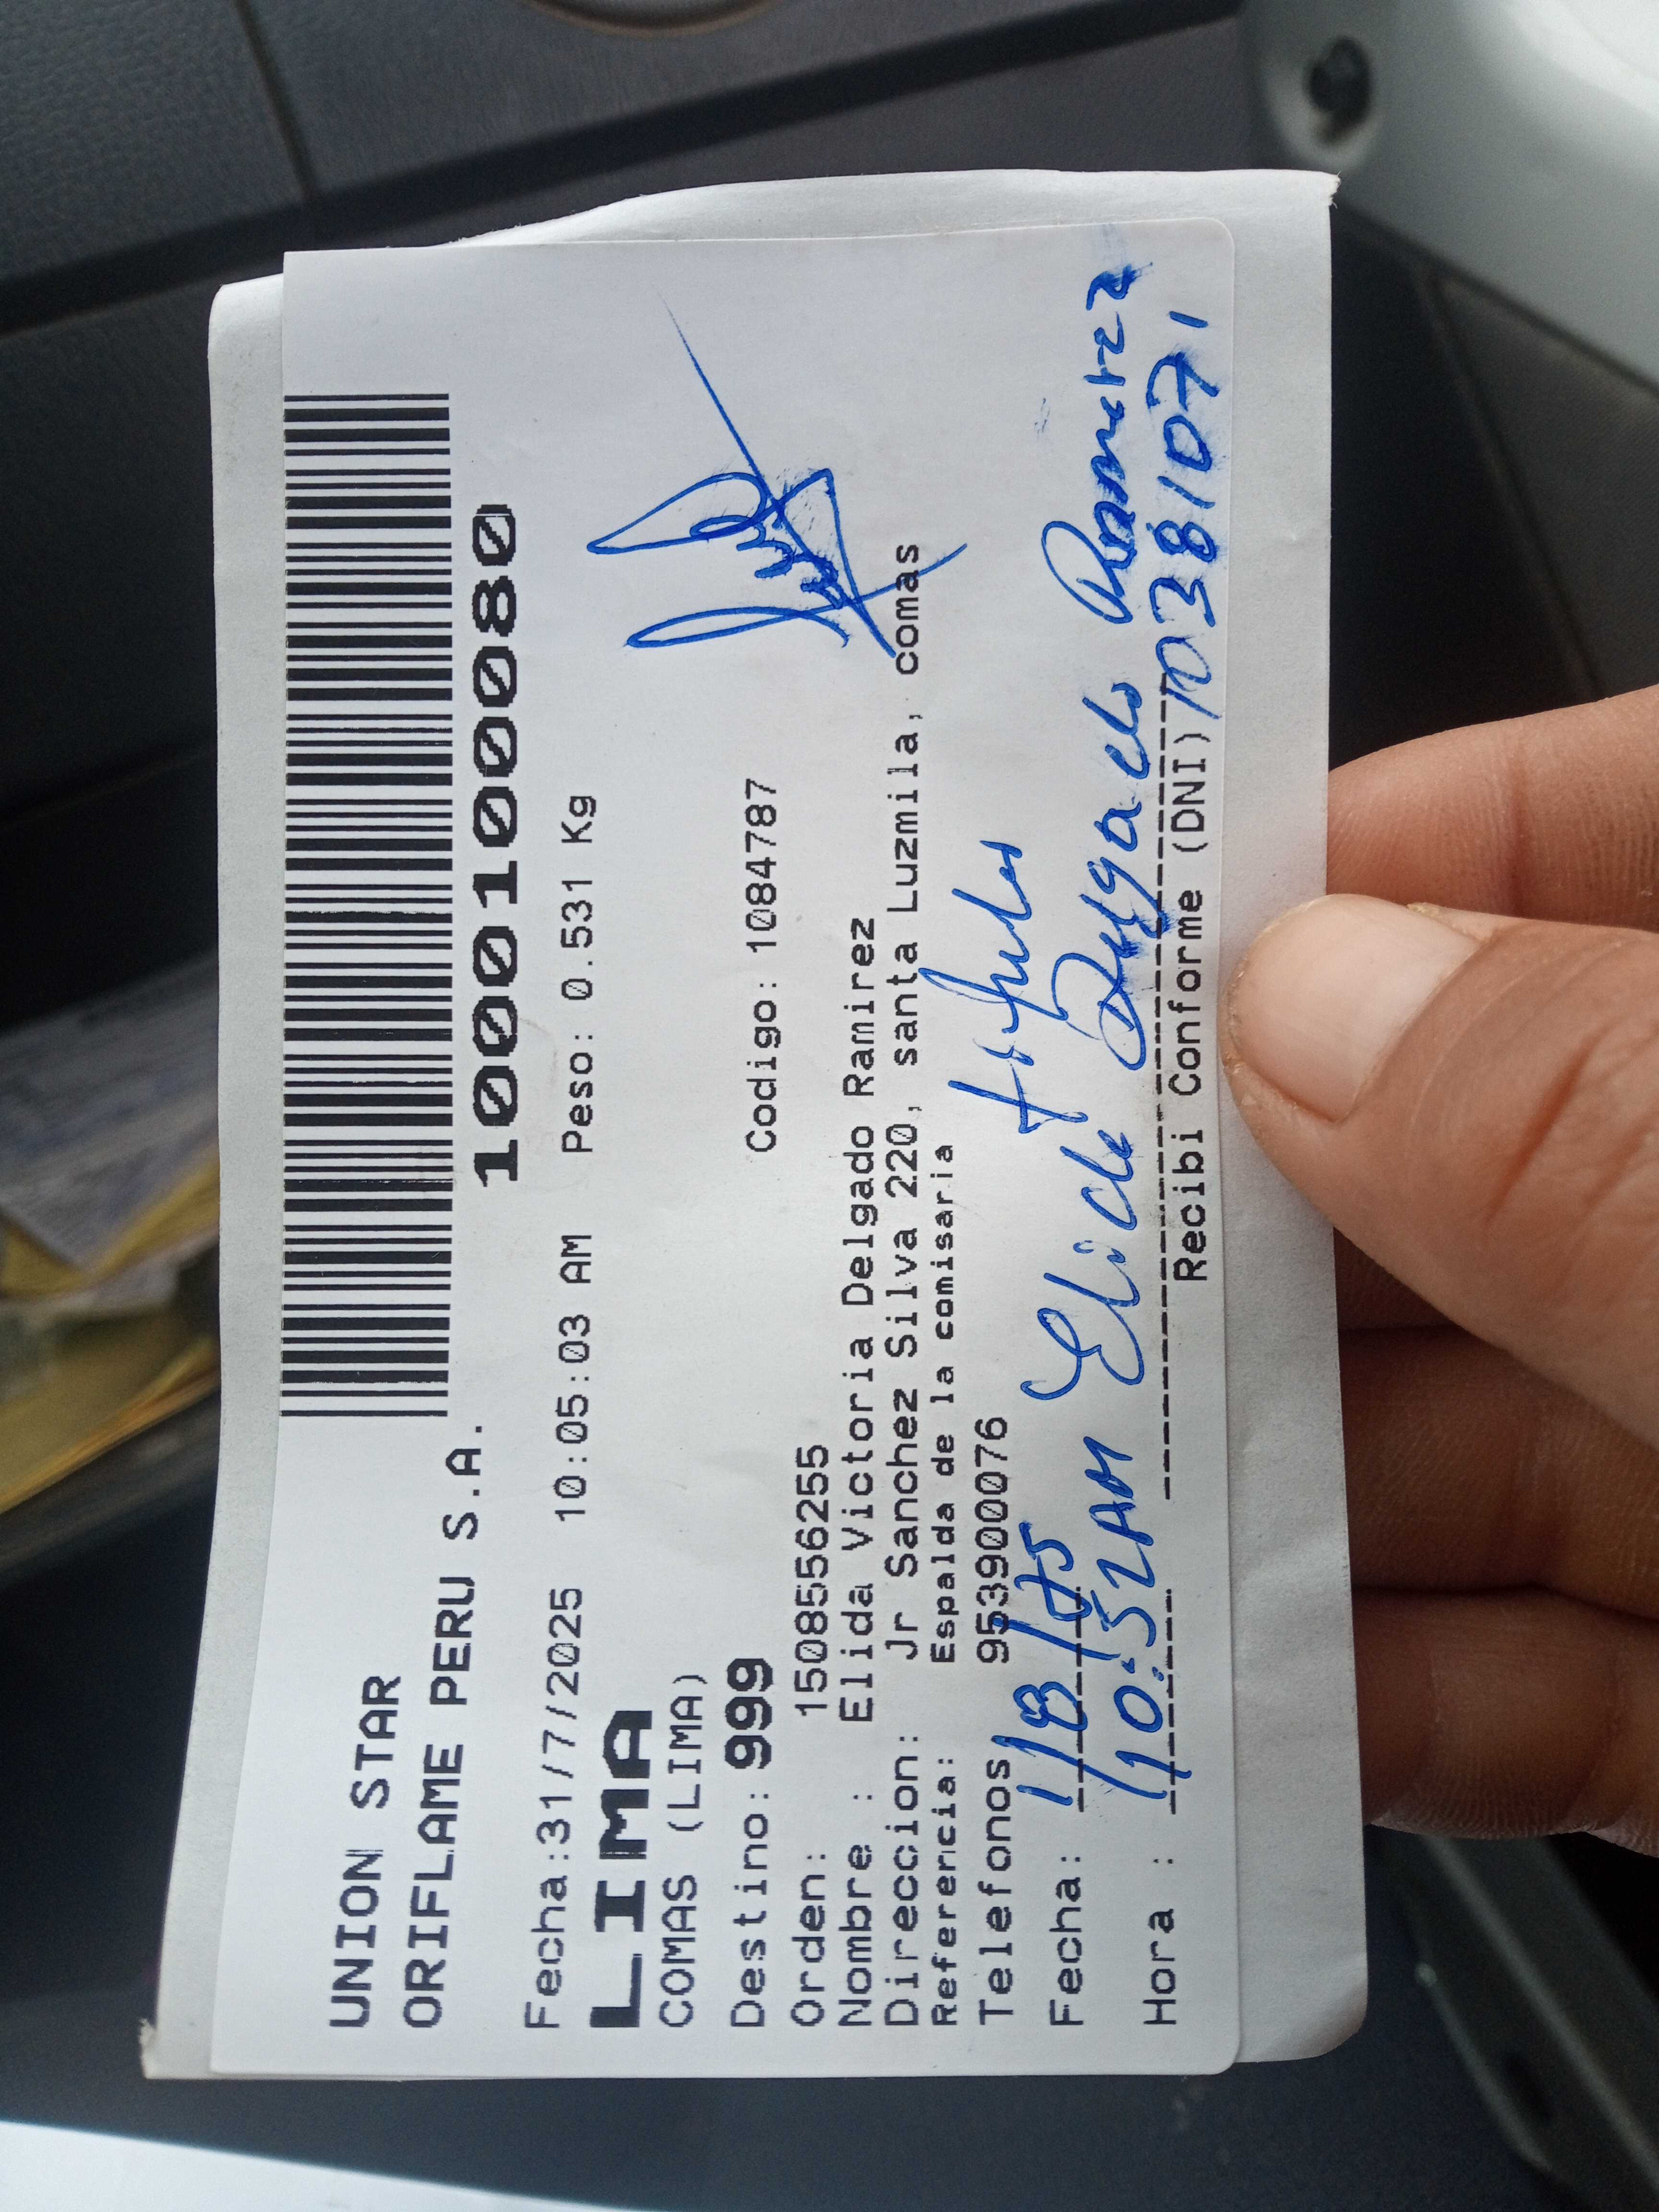 UNION STAR
ORIFLAME PERU S.A.
10001000080
Fecha:31/7/2025 10:05:03 AM Peso: 0.531 Kg
LIMA
COMAS (LIMA)
Destino: 999 Codigo: 1084787
Orden: 15085556255
Nombre : Elida Victoria Delgado Ramirez
Direccion: Jr Sanchez Silva 220, santa Luzmila, comas
Referencia: Espalda de la comisaria
Telefonos 953900076
titular
Fecha: 1/8/25
Elida Delgado Ramirez
Hora : 10:52AM
Recibi Conforme (DNI) 10381071